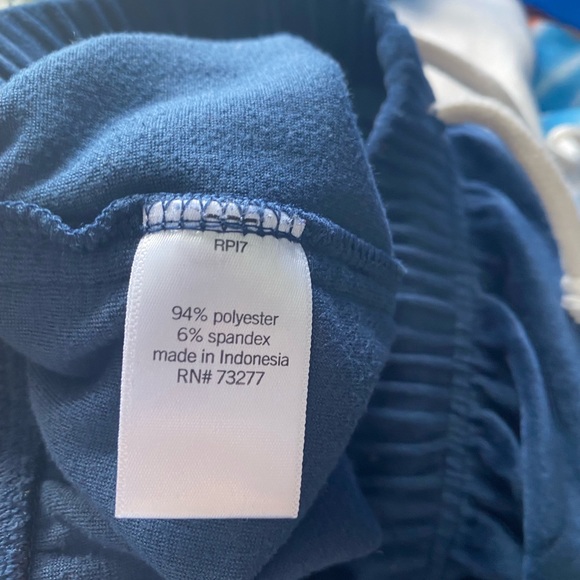 RPI7
94% polyester
6% spandex
made in Indonesia
RN# 73277